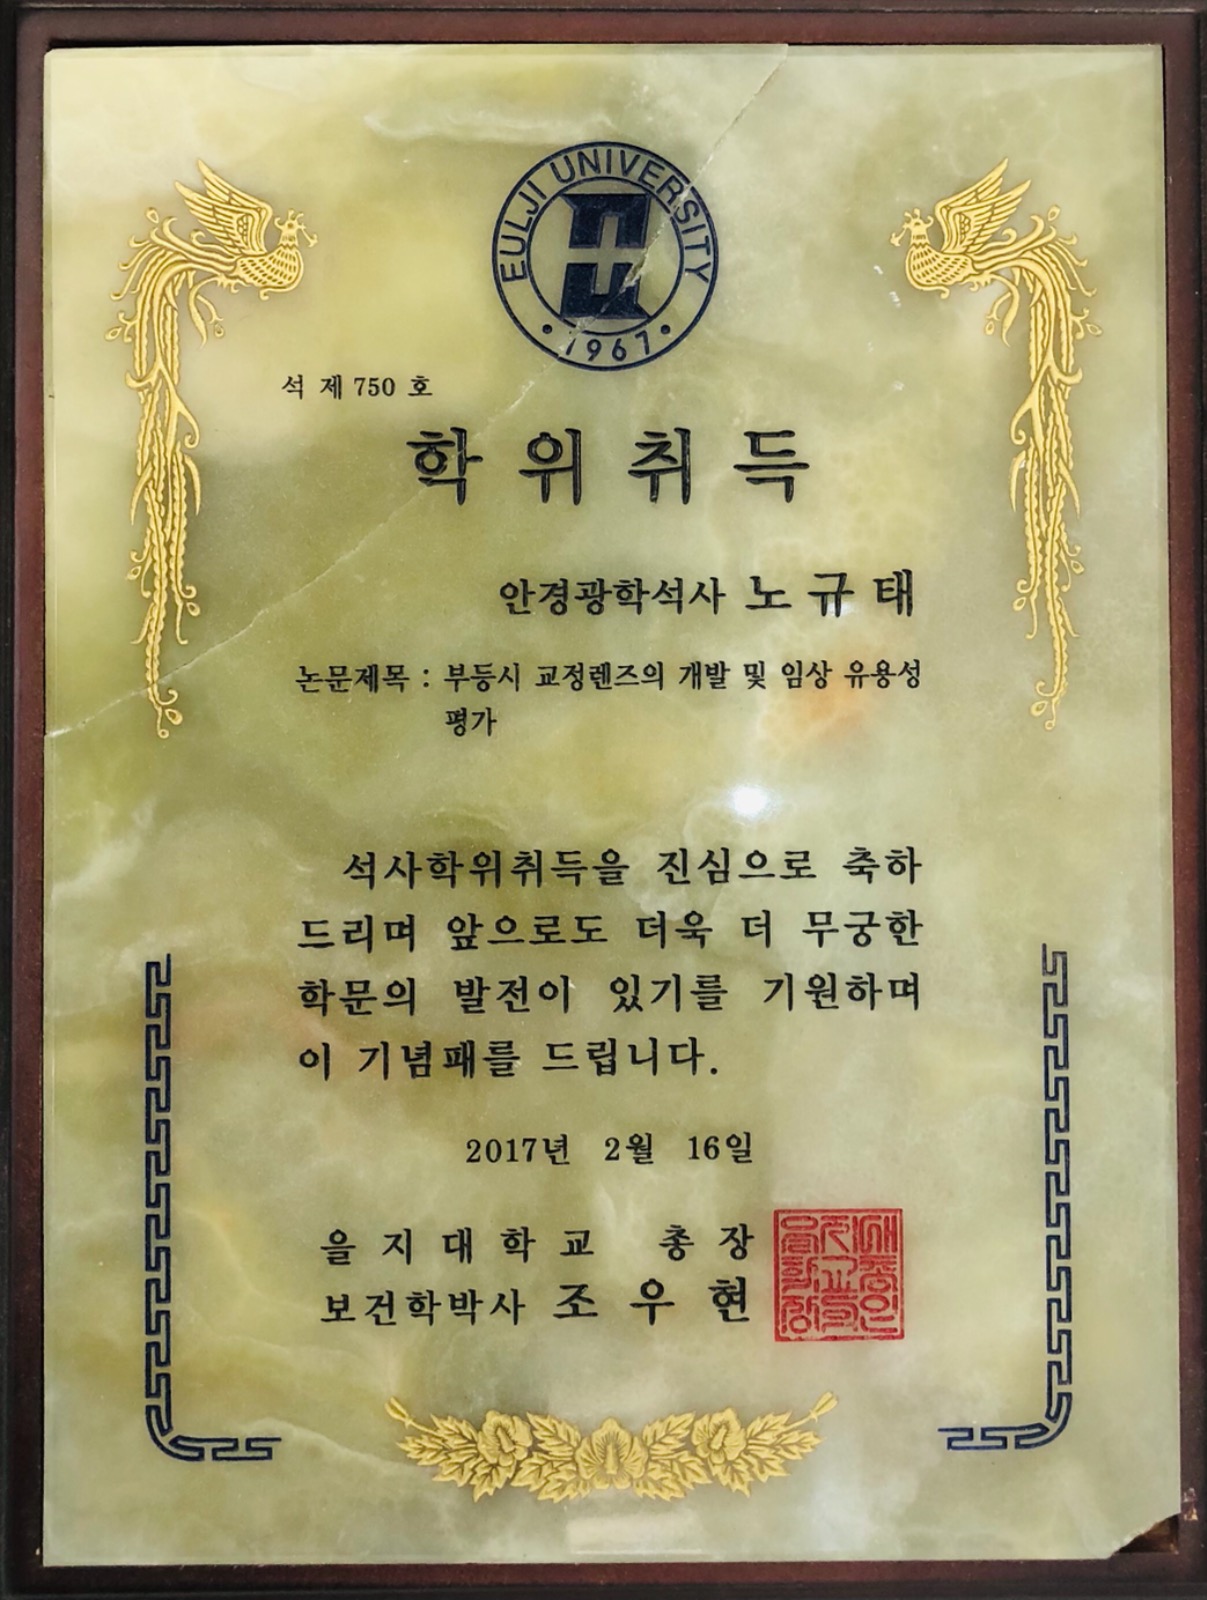 EULJI UNIVERSITY
1967
석 제 750 호
학위취득
안경광학석사 노규태
논문제목 : 부등시 교정렌즈의 개발 및 임상 유용성
평가
석사학위취득을 진심으로 축하
드리며 앞으로도 더욱 더 무궁한
학문의 발전이 있기를 기원하며
이 기념패를 드립니다.
2017년 2월 16일
을지대학교 총장
보건학박사 조우현